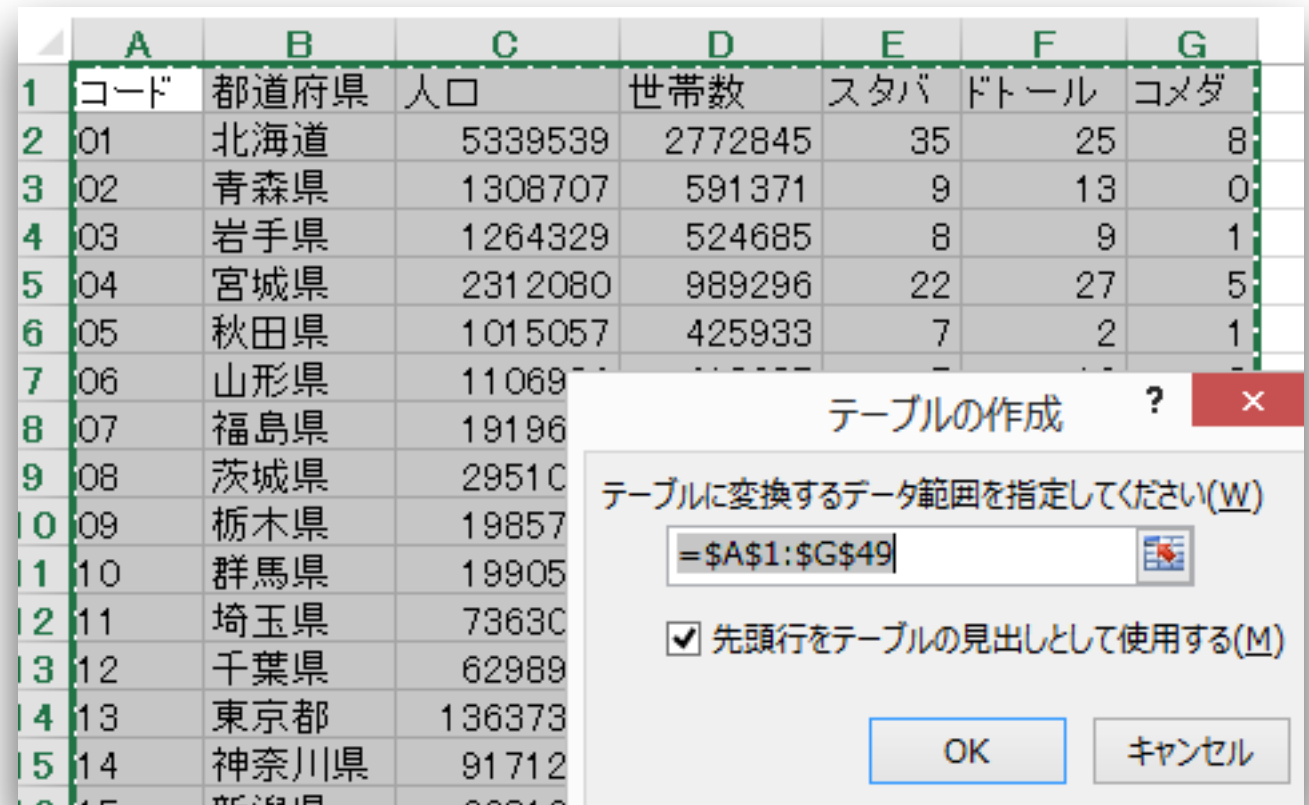 A B C D E F G
1 コード 都道府県 人口 世帯数 スタバ ドトール コメダ
2 01 北海道 5339539 2772845 35 25 8
3 02 青森県 1308707 591371 9 13 0
4 03 岩手県 1264329 524685 8 9 1
5 04 宮城県 2312080 989296 22 27 5
6 05 秋田県 1015057 425933 7 2 1
7 06 山形県 11069
8 07 福島県 19196
9 08 茨城県 2951
10 09 栃木県 19857
11 10 群馬県 19905
12 11 埼玉県 7363
13 12 千葉県 62989
14 13 東京都 136373
15 14 神奈川県 91712
テーブルの作成 ? ×
テーブルに変換するデータ範囲を指定してください(W)
=$A$1:$G$49
先頭行をテーブルの見出しとして使用する(M)
OK キャンセル